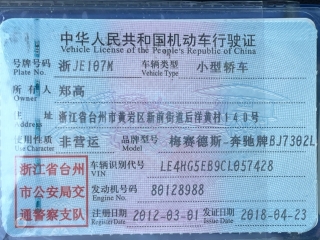 中华人民共和国机动车行驶证
Vehicle License of the People's Republic of China
号牌号码 浙JE107M 车辆类型 小型轿车
Plate No. Vehicle Type
所有人 郑高
Owner
住址 浙江省台州市黄岩区新前街道后洋黄村140号
Address
使用性质 非营运 品牌型号 梅赛德斯-奔驰牌BJ7302L
Use Character Model
浙江省台州市公安局交通警察支队
车辆识别代号 LE4HG5EB9CL057428
VIN
发动机号码 80128988
Engine No.
注册日期 2012-03-01 发证日期 2018-04-23
Register Date Issue Date